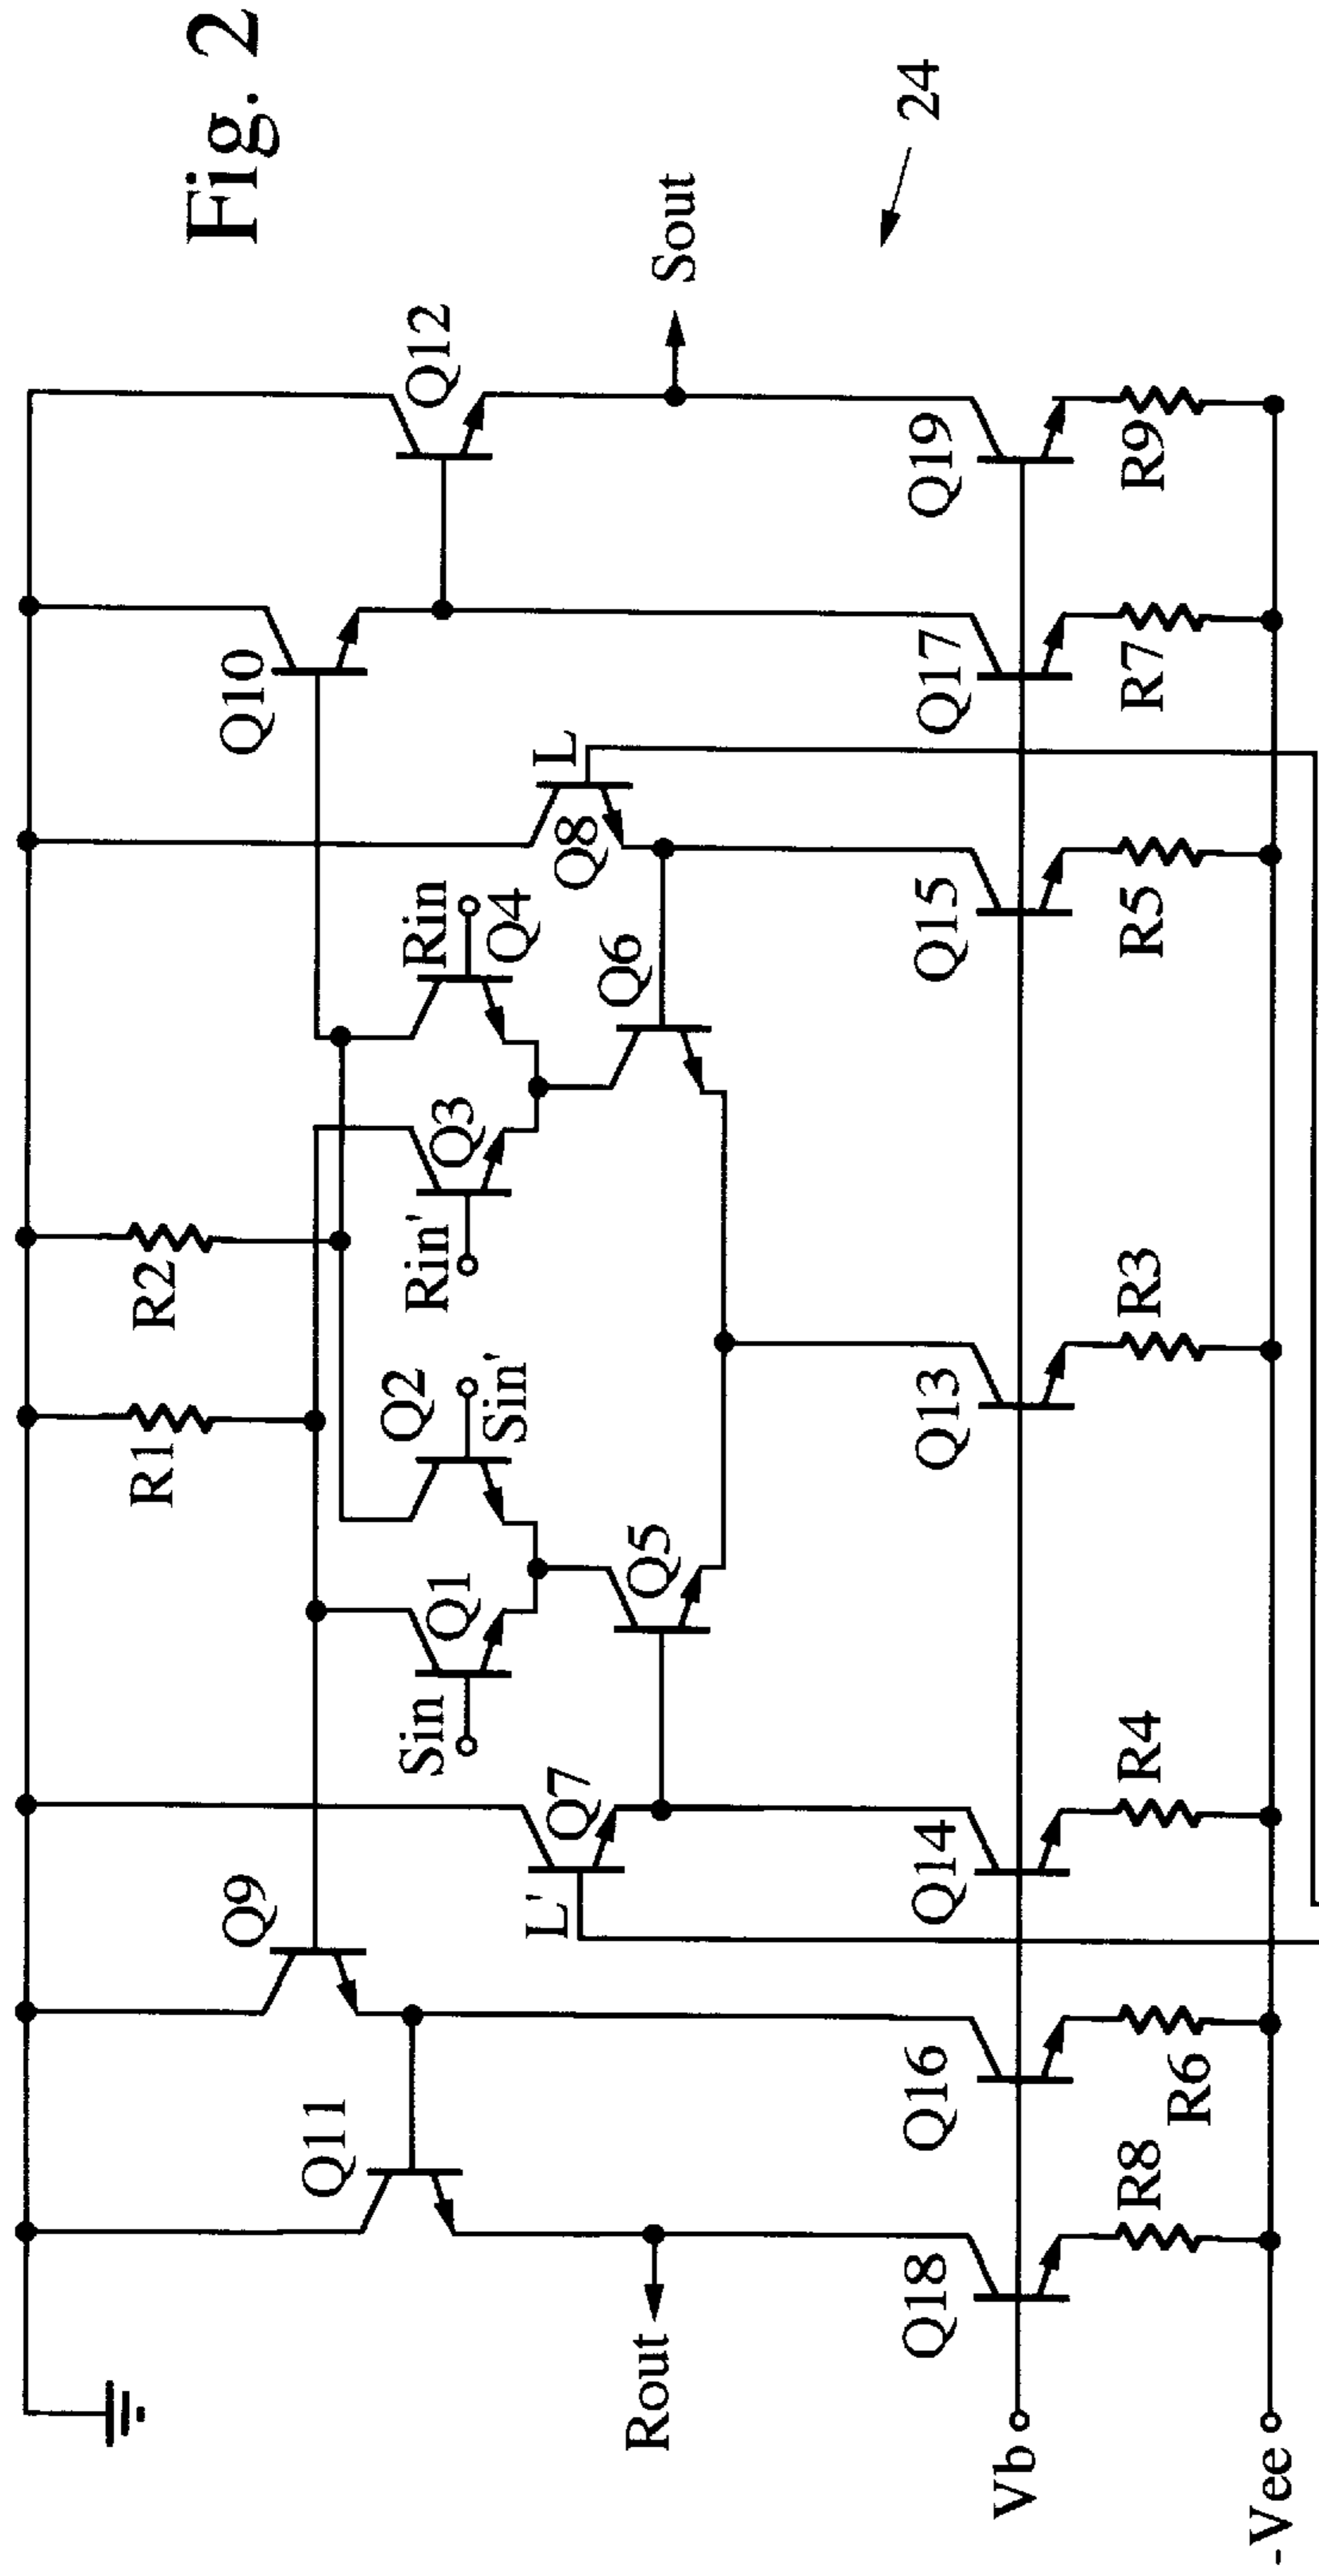 Fig. 2
24
R1
R2
Q9
Q10
Q11
Q12
Sin
Q1
Q2
Sin'
Rin'
Q3
Rin
Q4
L'
Q7
Q5
Q6
Q8
L
Rout
Sout
Q18
Q16
Q14
Q13
Q15
Q17
Q19
Vb
R8
R6
R4
R3
R5
R7
R9
-Vee